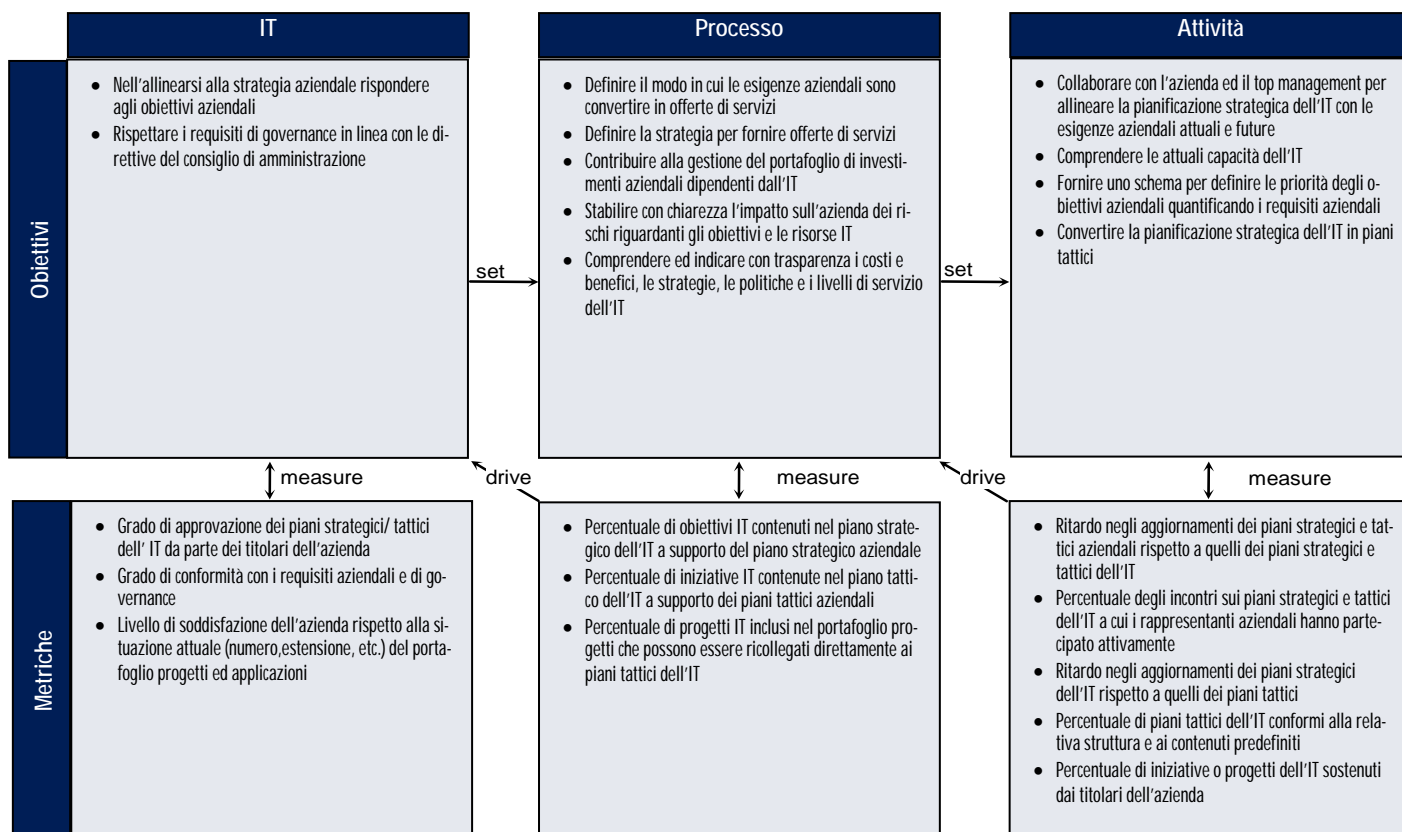 IT
Processo
Attività
Obiettivi
• Nell'allinearsi alla strategia aziendale rispondere
agli obiettivi aziendali
• Rispettare i requisiti di governance in linea con le di-
rettive del consiglio di amministrazione
set
• Definire il modo in cui le esigenze aziendali sono
convertire in offerte di servizi
• Definire la strategia per fornire offerte di servizi
• Contribuire alla gestione del portafoglio di investi-
menti aziendali dipendenti dall'IT
• Stabilire con chiarezza l'impatto sull'azienda dei ri-
schi riguardanti gli obiettivi e le risorse IT
• Comprendere ed indicare con trasparenza i costi e
benefici, le strategie, le politiche e i livelli di servizio
dell'IT
set
• Collaborare con l'azienda ed il top management per
allineare la pianificazione strategica dell'IT con le
esigenze aziendali attuali e future
• Comprendere le attuali capacità dell'IT
• Fornire uno schema per definire le priorità degli o-
biettivi aziendali quantificando i requisiti aziendali
• Convertire la pianificazione strategica dell'IT in piani
tattici
measure
drive
measure
drive
measure
Metriche
• Grado di approvazione dei piani strategici/ tattici
dell' IT da parte dei titolari dell'azienda
• Grado di conformità con i requisiti aziendali e di go-
vernance
• Livello di soddisfazione dell'azienda rispetto alla si-
tuazione attuale (numero,estensione, etc.) del porta-
foglio progetti ed applicazioni
• Percentuale di obiettivi IT contenuti nel piano strate-
gico dell'IT a supporto del piano strategico aziendale
• Percentuale di iniziative IT contenute nel piano tatti-
co dell'IT a supporto dei piani tattici aziendali
• Percentuale di progetti IT inclusi nel portafoglio pro-
getti che possono essere ricollegati direttamente ai
piani tattici dell'IT
• Ritardo negli aggiornamenti dei piani strategici e tat-
tici aziendali rispetto a quelli dei piani strategici e
tattici dell'IT
• Percentuale degli incontri sui piani strategici e tattici
dell'IT a cui i rappresentanti aziendali hanno parte-
cipato attivamente
• Ritardo negli aggiornamenti dei piani strategici
dell'IT rispetto a quelli dei piani tattici
• Percentuale di piani tattici dell'IT conformi alla rela-
tiva struttura e ai contenuti predefiniti
• Percentuale di iniziative o progetti dell'IT sostenuti
dai titolari dell'azienda